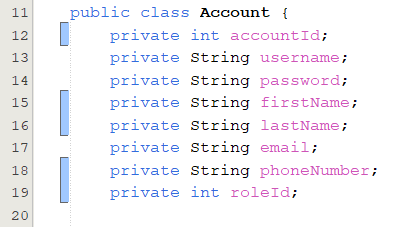 11 public class Account {
12 private int accountId;
13 private String username;
14 private String password;
15 private String firstName;
16 private String lastName;
17 private String email;
18 private String phoneNumber;
19 private int roleId;
20